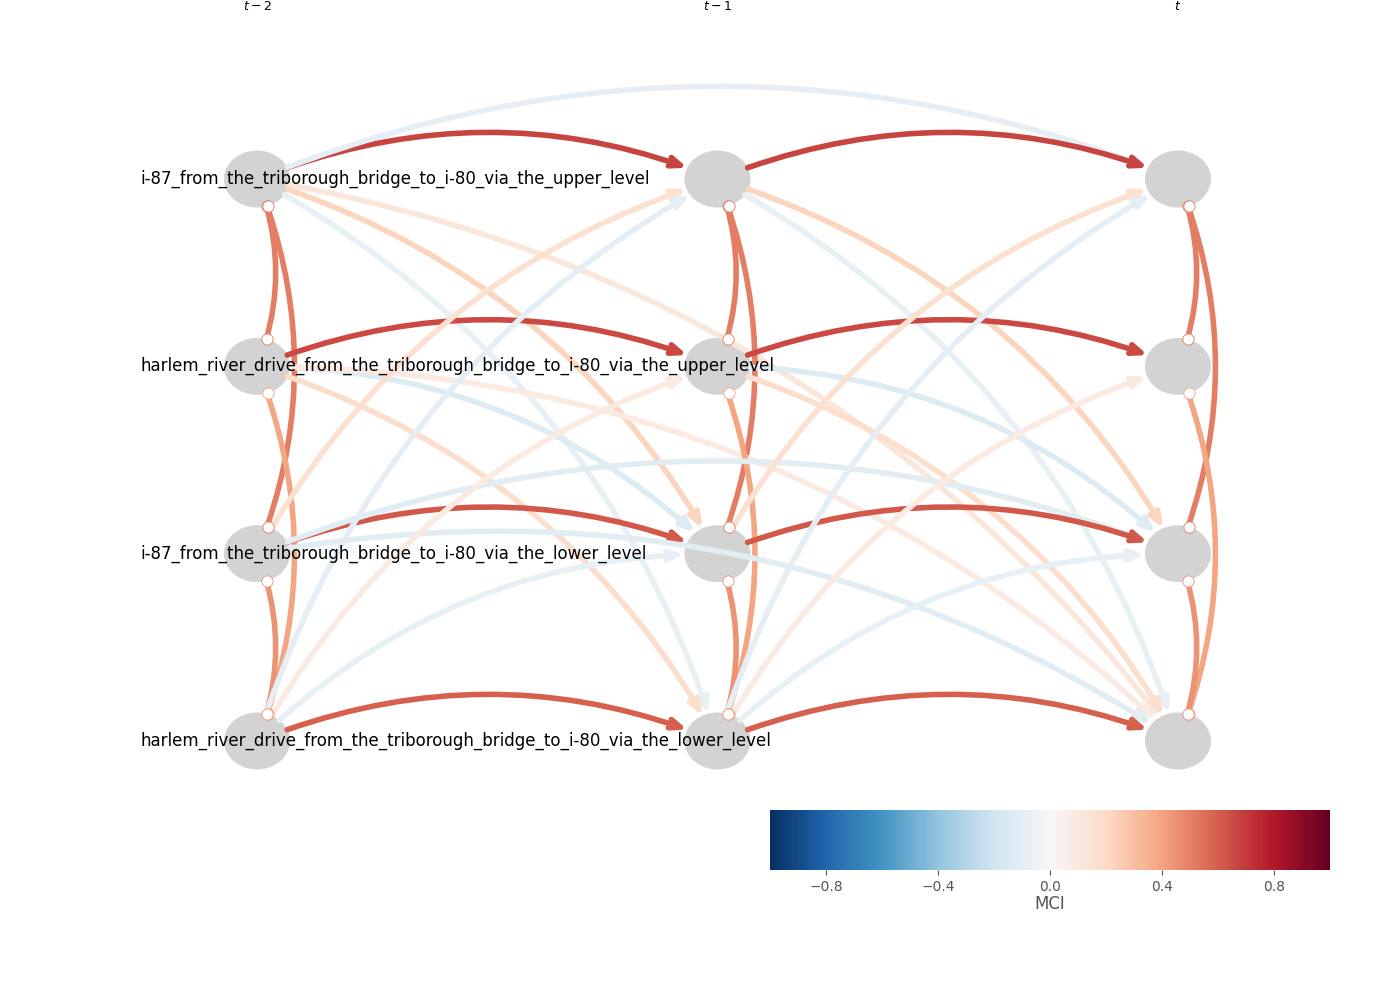 t − 2
t − 1
t
i-87_from_the_triborough_bridge_to_i-80_via_the_upper_level
harlem_river_drive_from_the_triborough_bridge_to_i-80_via_the_upper_level
i-87_from_the_triborough_bridge_to_i-80_via_the_lower_level
harlem_river_drive_from_the_triborough_bridge_to_i-80_via_the_lower_level
−0.8
−0.4
0.0
0.4
0.8
MCI